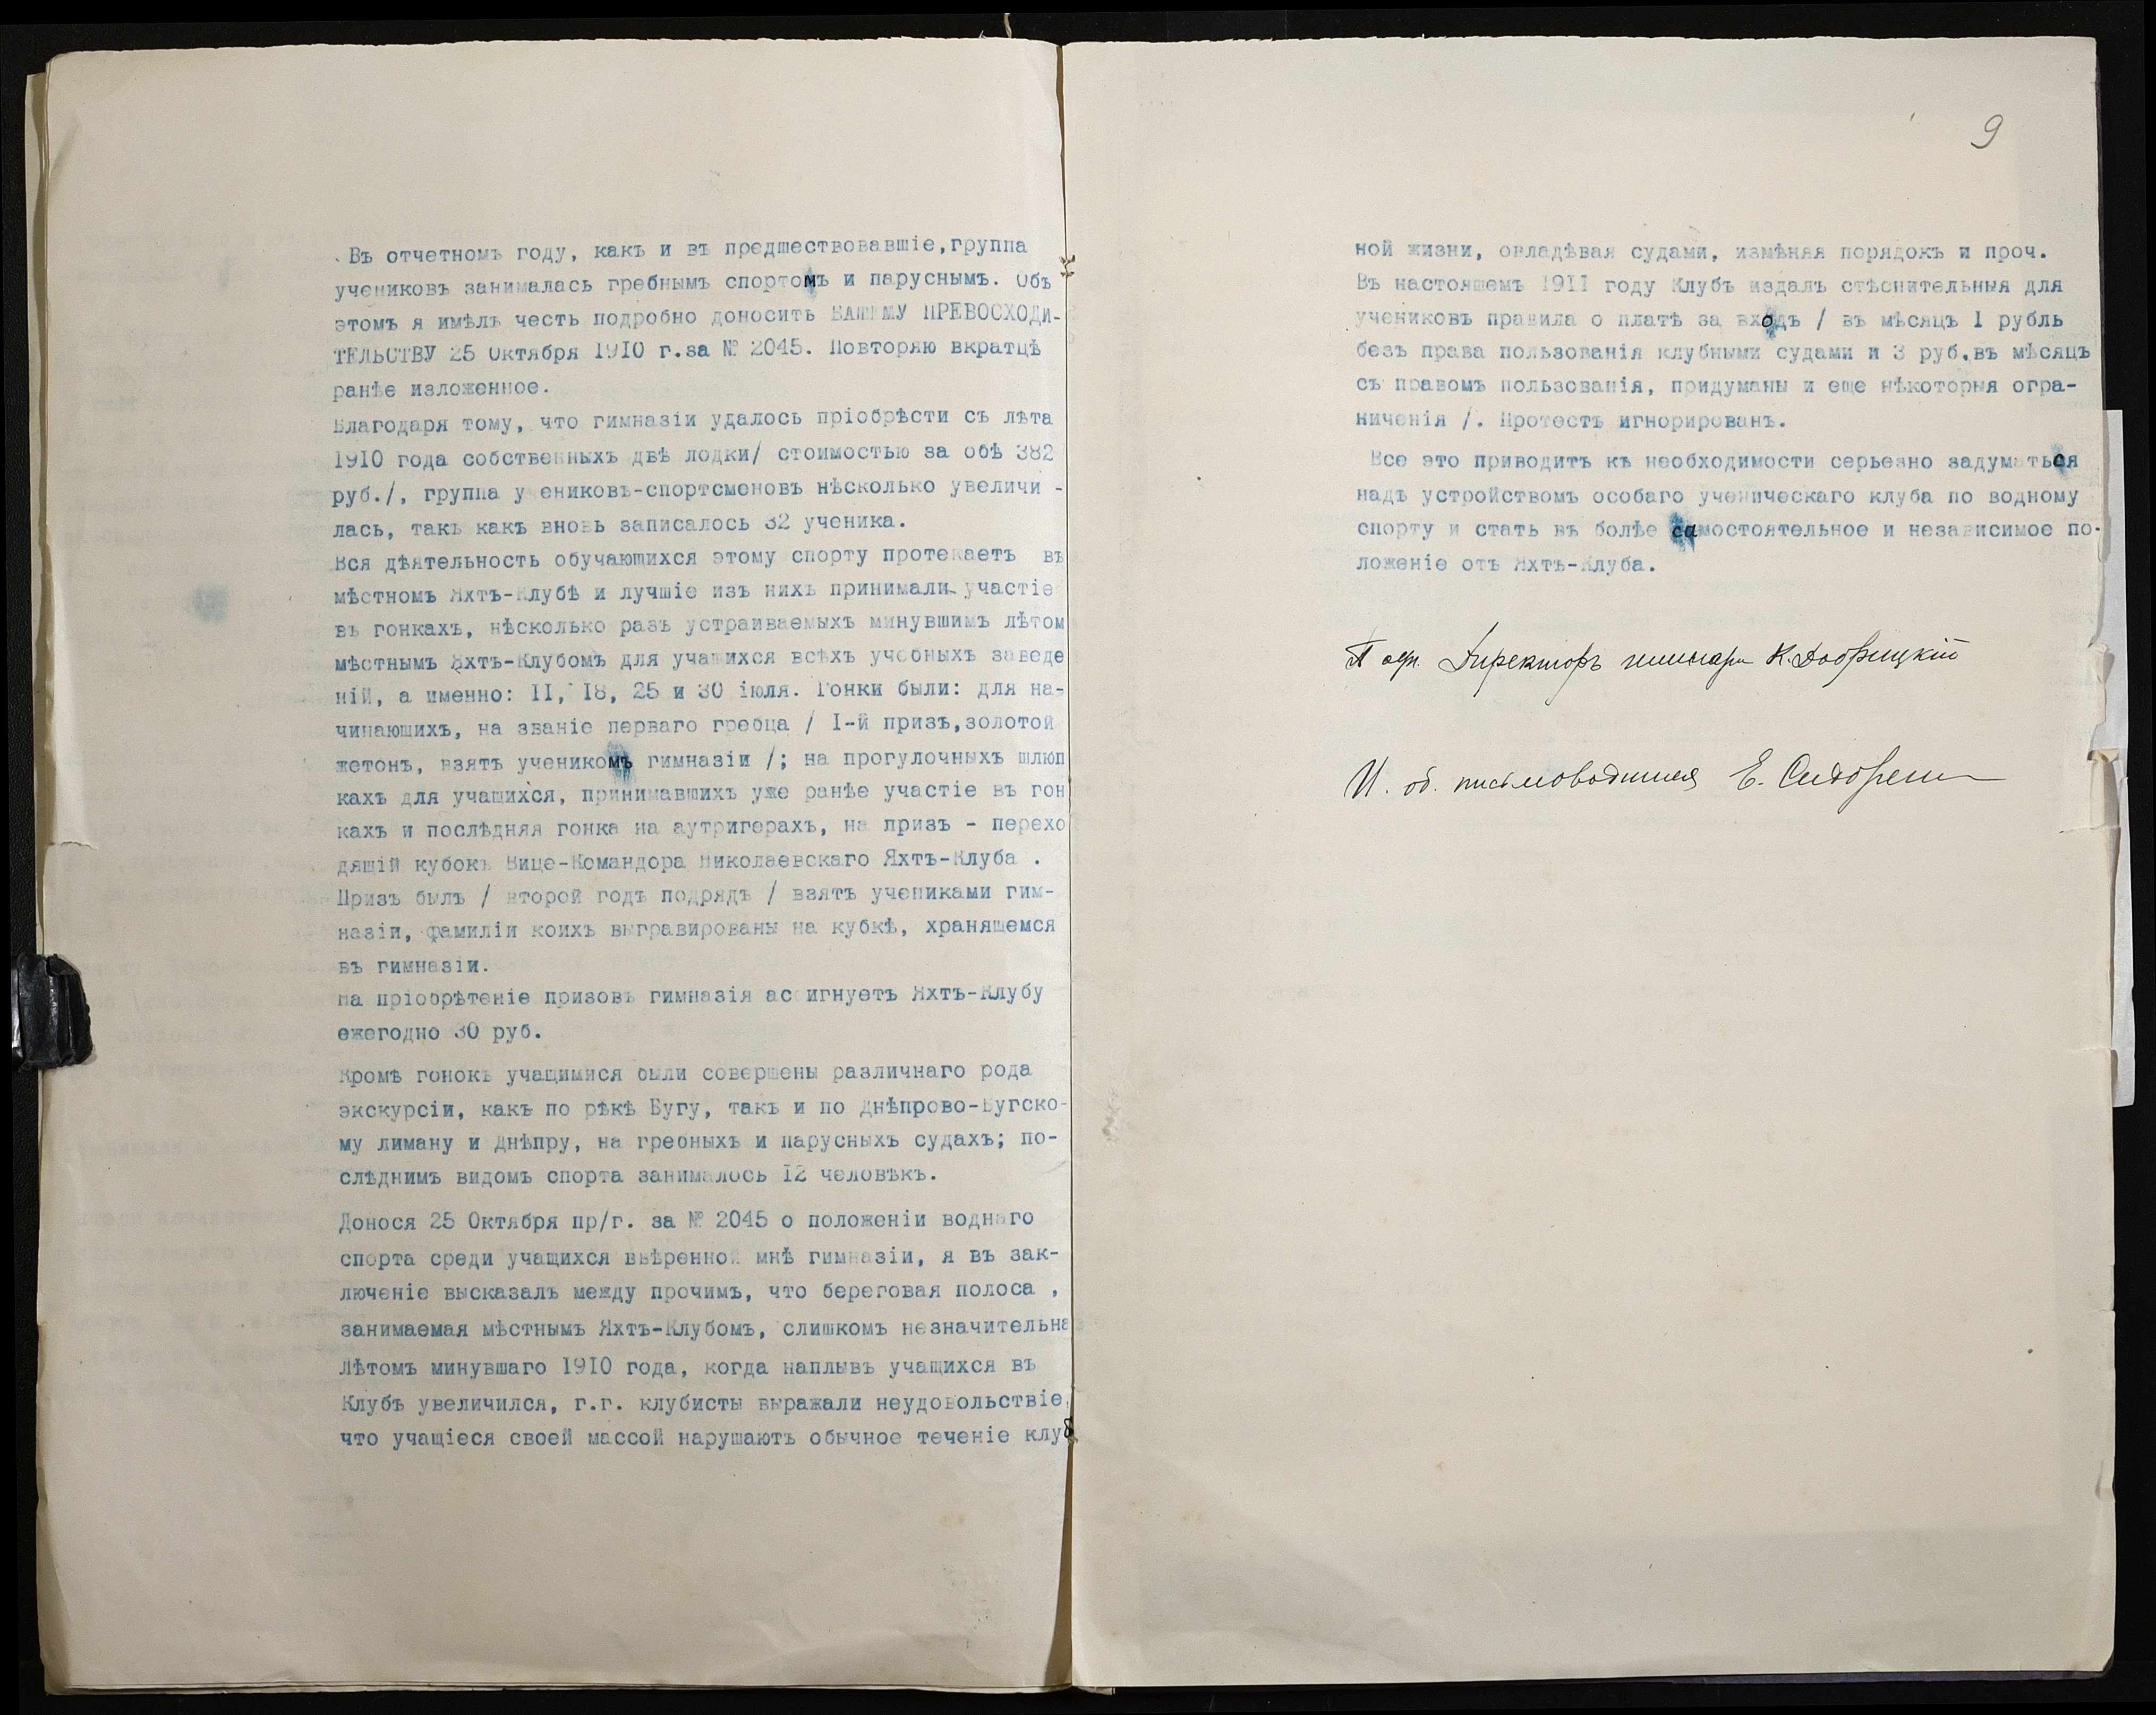 Въ отчетномъ году, какъ и въ предшествовавшіе,группа
учениковъ занималась гребнымъ спортомъ и паруснымъ. Объ
этомъ я имѣлъ честь подробно доносить ВАШЕМУ ПРЕВОСХОДИ-
ТЕЛЬСТВУ 25 Октября 1910 г.за № 2045. Повторяю вкратцѣ
ранѣе изложенное.
Благодаря тому, что гимназіи удалось пріобрѣсти съ лѣта
1910 года собственныхъ двѣ лодки/ стоимостью за обѣ 382
руб./, группа учениковъ-спортсменовъ нѣсколько увеличи -
лась, такъ какъ вновь записалось 32 ученика.
Вся дѣятельность обучающихся этому спорту протекаетъ въ
мѣстномъ Яхтъ-Клубѣ и лучшіе изъ нихъ принимали участіе
въ гонкахъ, нѣсколько разъ устраиваемыхъ минувшимъ лѣтом
мѣстнымъ Яхтъ-Клубомъ для учащихся всѣхъ учебныхъ заведе
ній, а именно: II, I8, 25 и 30 іюля. Гонки были: для на-
чинающихъ, на званіе перваго гребца / I-й призъ,золотой
жетонъ, взятъ ученикомъ гимназіи /; на прогулочныхъ шлюп
кахъ для учащихся, принимавшихъ уже ранѣе участіе въ гон
кахъ и послѣдняя гонка на аутригерахъ, на призъ - перехо
дящій кубокъ Вице-Командора Николаевскаго Яхтъ-Клуба .
Призъ былъ / второй годъ подрядъ / взятъ учениками гим-
назіи, фамиліи коихъ выгравированы на кубкѣ, хранящемся
въ гимназіи.
На пріобрѣтеніе призовъ гимназія ассигнуетъ Яхтъ-Клубу
ежегодно 30 руб.
Кромѣ гонокъ учащимися были совершены различнаго рода
экскурсіи, какъ по рѣкѣ Бугу, такъ и по Днѣпрово-Бугско-
му лиману и Днѣпру, на гребныхъ и парусныхъ судахъ; по-
слѣднимъ видомъ спорта занималось I2 человѣкъ.
Донося 25 Октября пр/г. за № 2045 о положеніи воднаго
спорта среди учащихся ввѣренной мнѣ гимназіи, я въ зак-
люченіе высказалъ между прочимъ, что береговая полоса ,
занимаемая мѣстнымъ Яхтъ-Клубомъ, слишкомъ незначительна
Лѣтомъ минувшаго 1910 года, когда наплывъ учащихся въ
Клубъ увеличился, г.г. клубисты выражали неудовольствіе,
что учащіеся своей массой нарушаютъ обычное теченіе клуб
9
ной жизни, овладѣвая судами, измѣняя порядокъ и проч.
Въ настоящемъ 1911 году Клубъ издалъ стѣснительныя для
учениковъ правила о платѣ за входъ / въ мѣсяцъ I рубль
безъ права пользованія клубными судами и 3 руб.въ мѣсяцъ
съ правомъ пользованія, придуманы и еще нѣкоторыя огра-
ниченія /. Протестъ игнорированъ.
Все это приводитъ къ необходимости серьезно задуматься
надъ устройствомъ особаго ученическаго клуба по водному
спорту и стать въ болѣе самостоятельное и независимое по-
ложеніе отъ Яхтъ-Клуба.
Директоръ К.
И. об. письмоводителя Е. Сидорен